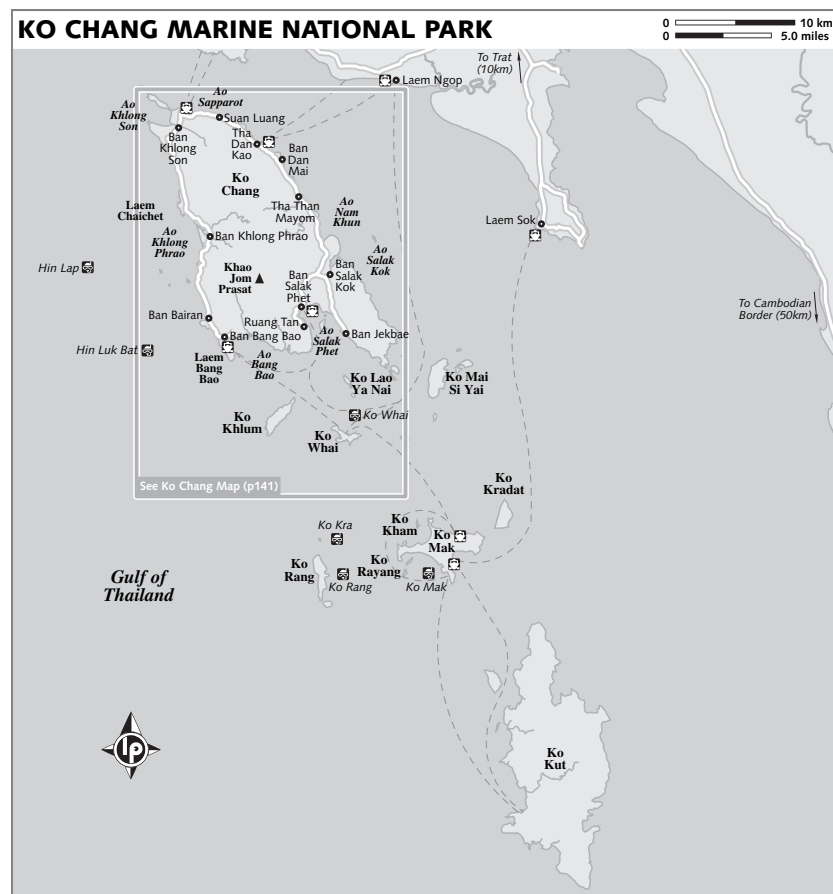 KO CHANG MARINE NATIONAL PARK
0 10 km
0 5.0 miles
To Trat
(10km)
Laem Ngop
Ao
Sapparot
Ao
Khlong
Son
Suan Luang
Ban
Khlong
Son
Tha
Dan
Kao
Ban
Dan
Mai
Ko
Chang
Tha Than
Mayom
Ao
Nam
Khun
Laem
Chaichet
Laem Sok
Ao
Khlong
Phrao
Ban Khlong Phrao
Ao
Salak
Kok
Hin Lap
Khao
Jom
Prasat
Ban
Salak
Phet
Ban
Salak
Kok
To Cambodian
Border (50km)
Ban Bairan
Ruang Tan
Ao
Salak
Phet
Ban Jekbae
Ban Bang Bao
Hin Luk Bat
Laem
Bang
Bao
Ao
Bang
Bao
Ko Lao
Ya Nai
Ko Mai
Si Yai
Ko
Khlum
Ko Whai
Ko
Whai
See Ko Chang Map (p141)
Ko
Kradat
Ko Kra
Ko
Kham
Ko
Mak
Ko
Rang
Ko Rang
Ko
Rayang
Ko Mak
Gulf of
Thailand
lp
Ko
Kut